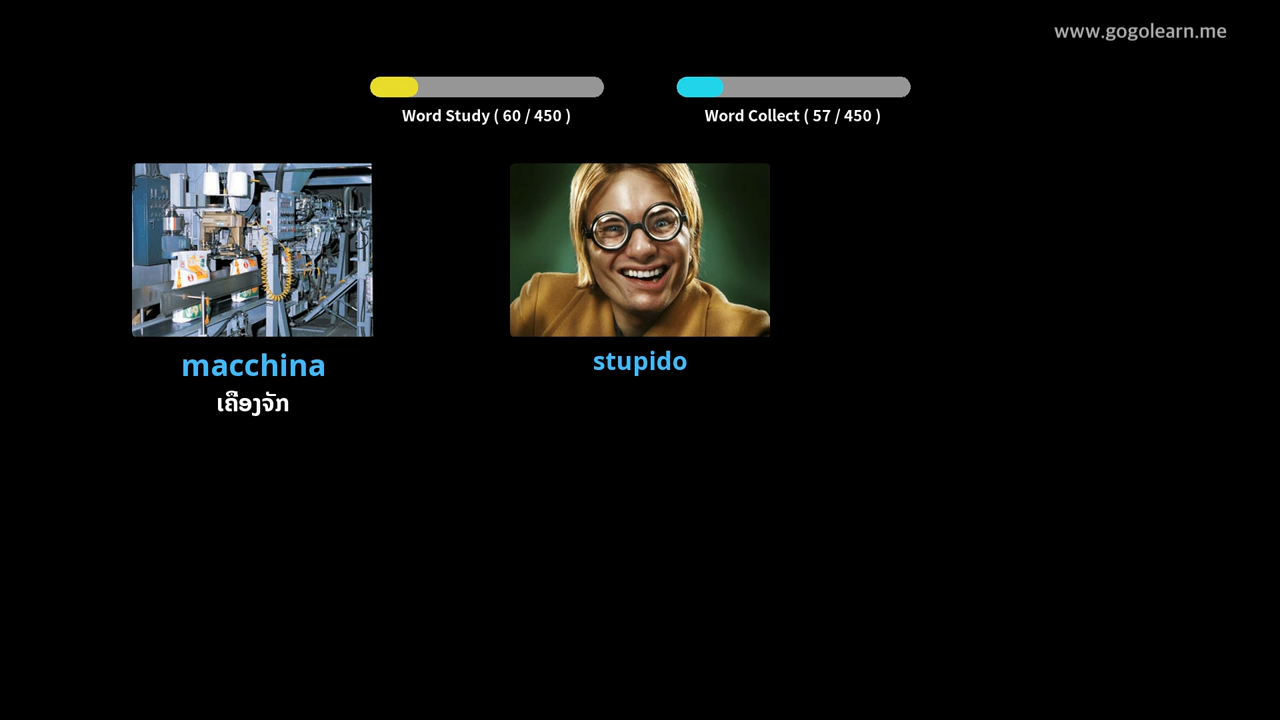 www.gogolearn.me
Word Study ( 60 / 450 )
Word Collect ( 57 / 450 )
macchina
ເຄືອງຈັກ
stupido